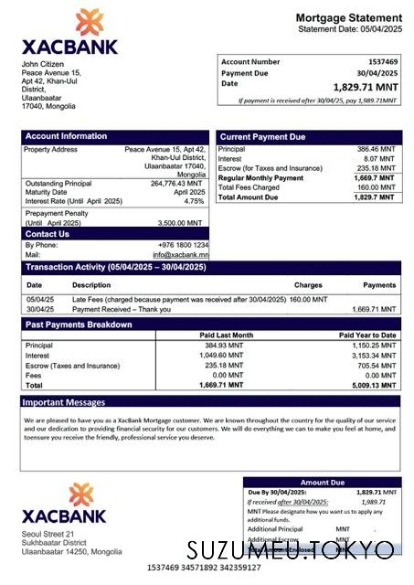 XACBANK
Mortgage Statement
Statement Date: 05/04/2025
John Citizen
Peace Avenue 15,
Apt 42, Khan-Uul
District,
Ulaanbaatar
17040, Mongolia
Account Number 1537469
Payment Due 30/04/2025
Date 1,829.71 MNT
If payment is received after 30/04/25, pay 1,989.71MNT
Account Information
Property Address Peace Avenue 15, Apt 42,
Khan-Uul District,
Ulaanbaatar 17040,
Mongolia
Outstanding Principal 264,776.43 MNT
Maturity Date April 2025
Interest Rate (Until April 2025) 4.75%
Prepayment Penalty
(Until April 2025) 3,500.00 MNT
Contact Us
By Phone: +976 1800 1234
Mail: info@xacbank.mn
Current Payment Due
Principal 386.46 MNT
Interest 8.07 MNT
Escrow (for Taxes and Insurance) 235.18 MNT
Regular Monthly Payment 1,669.7 MNT
Total Fees Charged 160.00 MNT
Total Amount Due 1,829.7 MNT
Transaction Activity (05/04/2025 – 30/04/2025)
Date Description Charges Payments
05/04/25 Late Fees (charged because payment was received after 30/04/2025) 160.00 MNT
30/04/25 Payment Received – Thank you 1,669.71 MNT
Past Payments Breakdown
Paid Last Month Paid Year to Date
Principal 384.93 MNT 1,150.25 MNT
Interest 1,049.60 MNT 3,153.34 MNT
Escrow (Taxes and Insurance) 235.18 MNT 705.54 MNT
Fees 0.00 MNT 0.00 MNT
Total 1,669.71 MNT 5,009.13 MNT
Important Messages
We are pleased to have you as a XacBank Mortgage customer. We are known throughout the country for the quality of our service
and our dedication to providing financial security for our customers. We will do everything we can to make you feel at home, and
toensure you receive the friendly, professional service you deserve.
XACBANK
Seoul Street 21
Sukhbaatar District
Ulaanbaatar 14250, Mongolia
Amount Due
Due By 30/04/2025: 1,829.71 MNT
If received after 30/04/2025: 1,989.71
MNT Please designate how you want us to apply any
additional funds.
Additional Principal MNT .
Additional Escrow MNT .
Total Amount Enclosed MNT .
SUZUMEU.TOKYO
1537469 34571892 342359127